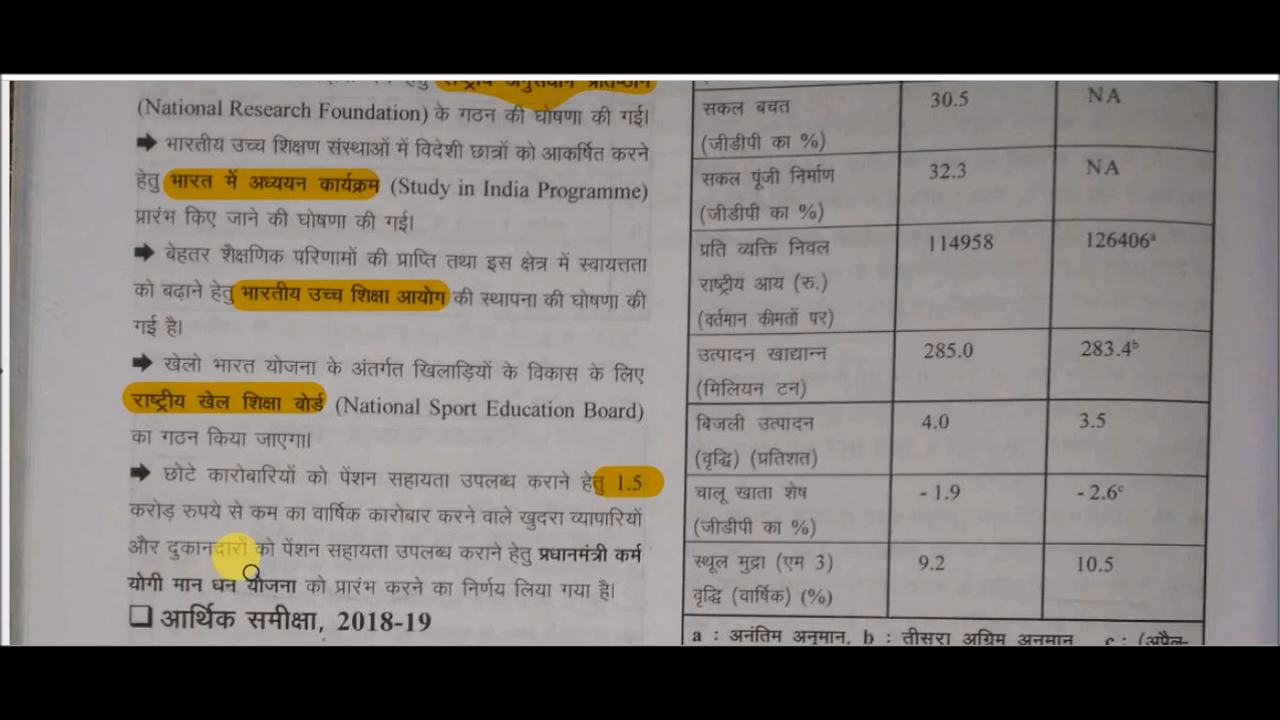 राष्ट्रीय अनुसंधान प्रतिष्ठान
(National Research Foundation) के गठन की घोषणा की गई।
➡ भारतीय उच्च शिक्षण संस्थाओं में विदेशी छात्रों को आकर्षित करने
हेतु भारत में अध्ययन कार्यक्रम (Study in India Programme)
प्रारंभ किए जाने की घोषणा की गई।
➡ बेहतर शैक्षणिक परिणामों की प्राप्ति तथा इस क्षेत्र में स्वायत्तता
को बढ़ाने हेतु भारतीय उच्च शिक्षा आयोग की स्थापना की घोषणा की
गई है।
➡ खेलो भारत योजना के अंतर्गत खिलाड़ियों के विकास के लिए
राष्ट्रीय खेल शिक्षा बोर्ड (National Sport Education Board)
का गठन किया जाएगा।
➡ छोटे कारोबारियों को पेंशन सहायता उपलब्ध कराने हेतु 1.5
करोड़ रुपये से कम का वार्षिक कारोबार करने वाले खुदरा व्यापारियों
और दुकानदारों को पेंशन सहायता उपलब्ध कराने हेतु प्रधानमंत्री कर्म
योगी मान धन योजना को प्रारंभ करने का निर्णय लिया गया है।
❑ आर्थिक समीक्षा, 2018-19
सकल बचत 30.5 NA
(जीडीपी का %)
सकल पूंजी निर्माण 32.3 NA
(जीडीपी का %)
प्रति व्यक्ति निवल 114958 126406ᵃ
राष्ट्रीय आय (रु.)
(वर्तमान कीमतों पर)
उत्पादन खाद्यान्न 285.0 283.4ᵇ
(मिलियन टन)
बिजली उत्पादन 4.0 3.5
(वृद्धि) (प्रतिशत)
चालू खाता शेष - 1.9 - 2.6ᶜ
(जीडीपी का %)
स्थूल मुद्रा (एम 3) 9.2 10.5
वृद्धि (वार्षिक) (%)
a : अनंतिम अनुमान, b : तीसरा अग्रिम अनुमान c : (अप्रैल-